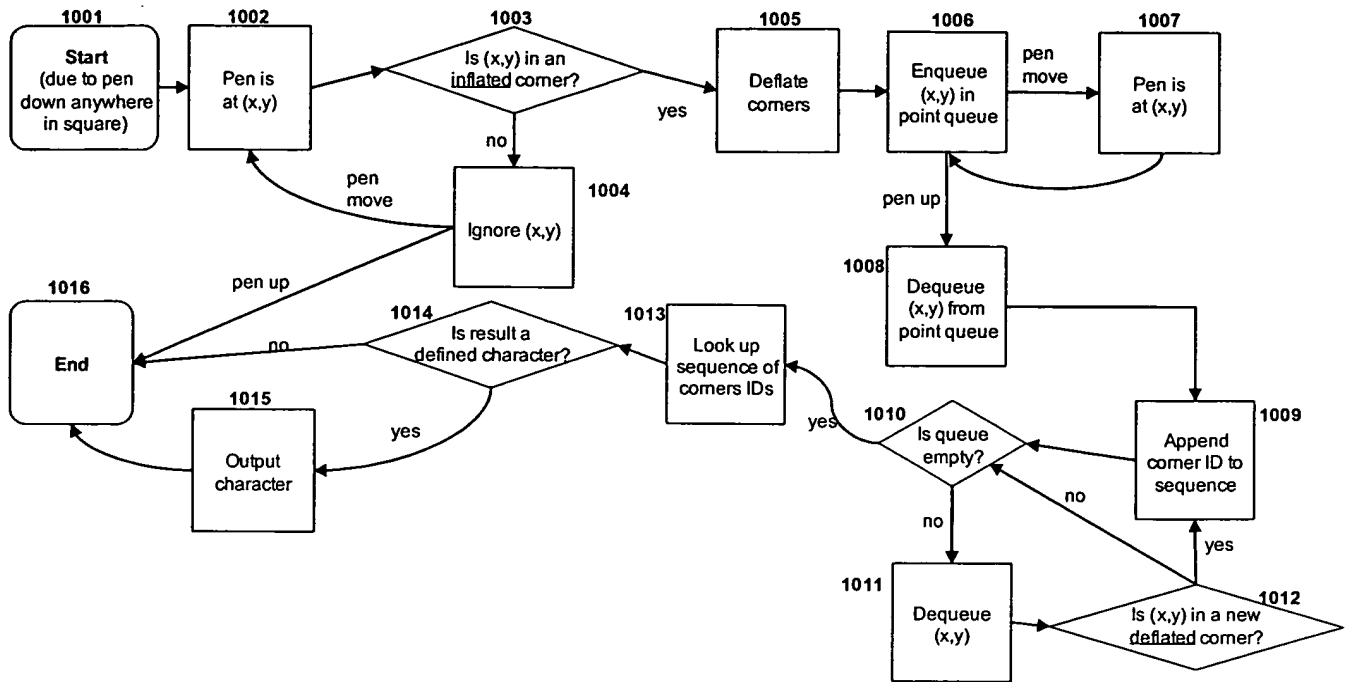 1001
Start
(due to pen
down anywhere
in square)
1002
Pen is
at (x,y)
1003
Is (x,y) in an
inflated corner?
yes
no
1004
Ignore (x,y)
pen
move
pen up
1005
Deflate
corners
1006
Enqueue
(x,y) in
point queue
pen
move
1007
Pen is
at (x,y)
pen up
1008
Dequeue
(x,y) from
point queue
1009
Append
corner ID to
sequence
1010
Is queue
empty?
yes
no
1011
Dequeue
(x,y)
1012
Is (x,y) in a new
deflated corner?
no
yes
1013
Look up
sequence of
corners IDs
1014
Is result a
defined character?
no
yes
1015
Output
character
1016
End